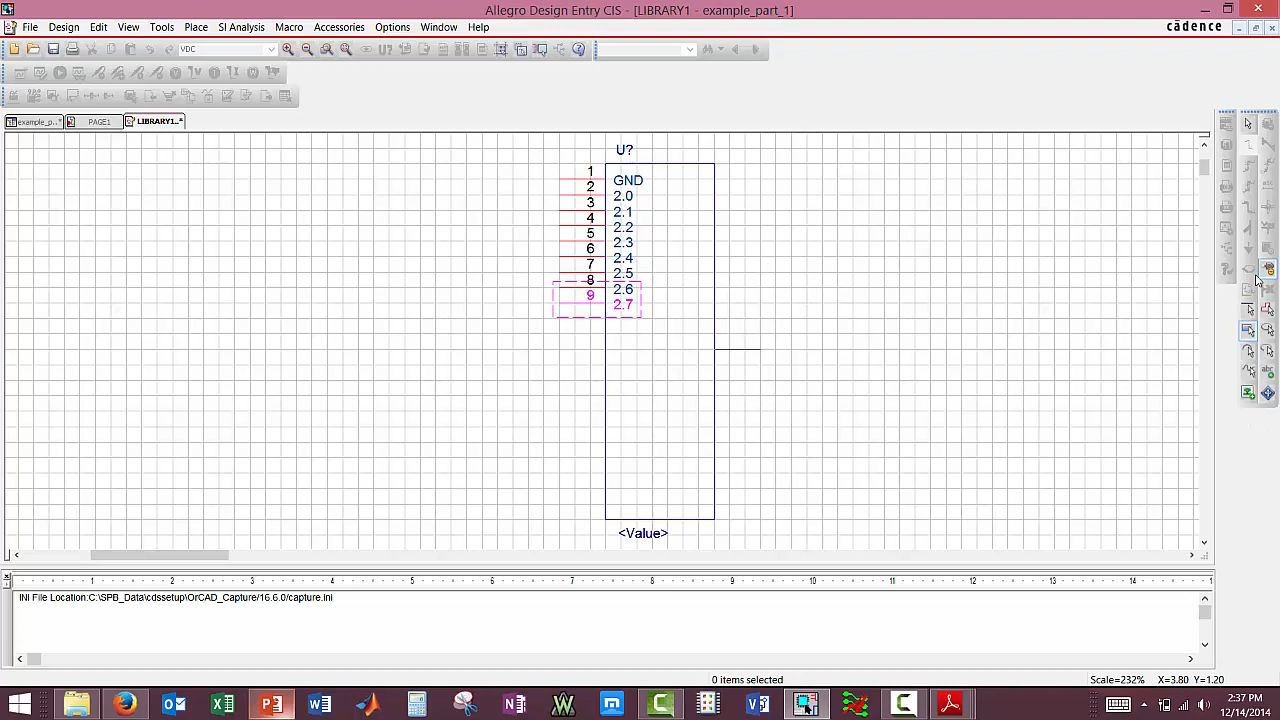 Allegro Design Entry CIS - [LIBRARY1 - example_part_1]
File Design Edit View Tools Place SI Analysis Macro Accessories Options Window Help
cādence
VDC
U?
example_p..* PAGE1 LIBRARY1..*
U?
1
GND
2
2.0
3
2.1
4
2.2
5
2.3
6
2.4
7
2.5
8
2.6
9
2.7
<Value>
1 2 3 4 5 6 7 8 9 10 11 12 13 14 1
INI File Location:C:\SPB_Data\cdssetup\OrCAD_Capture/16.6.0/capture.ini
0 items selected Scale=232% X=3.80 Y=1.20
2:37 PM
12/14/2014